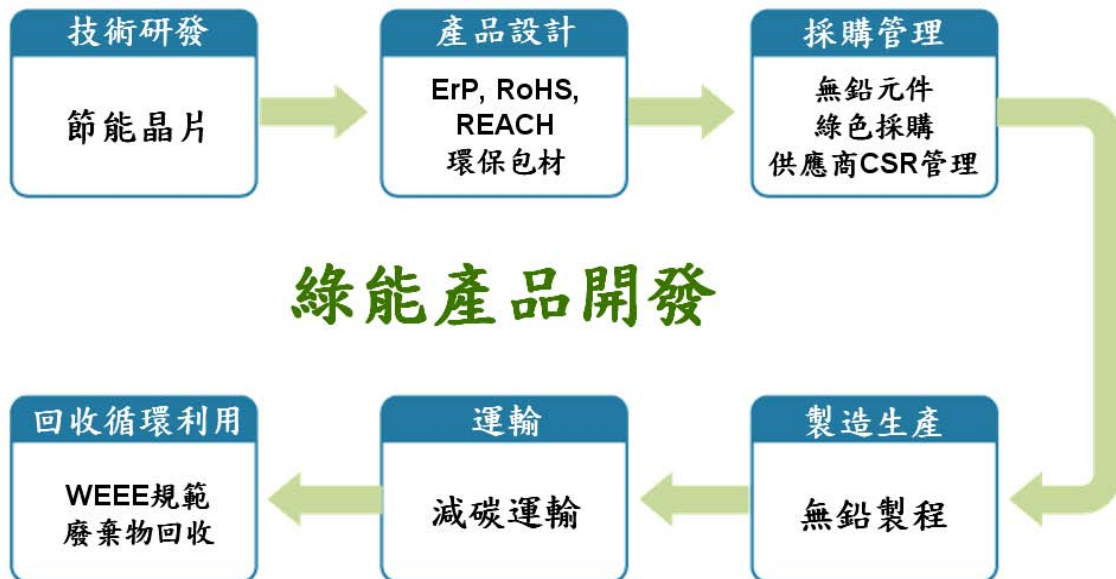 技術研發
節能晶片
產品設計
ErP, RoHS,
REACH
環保包材
採購管理
無鉛元件
綠色採購
供應商CSR管理
綠能產品開發
回收循環利用
WEEE規範
廢棄物回收
運輸
減碳運輸
製造生產
無鉛製程